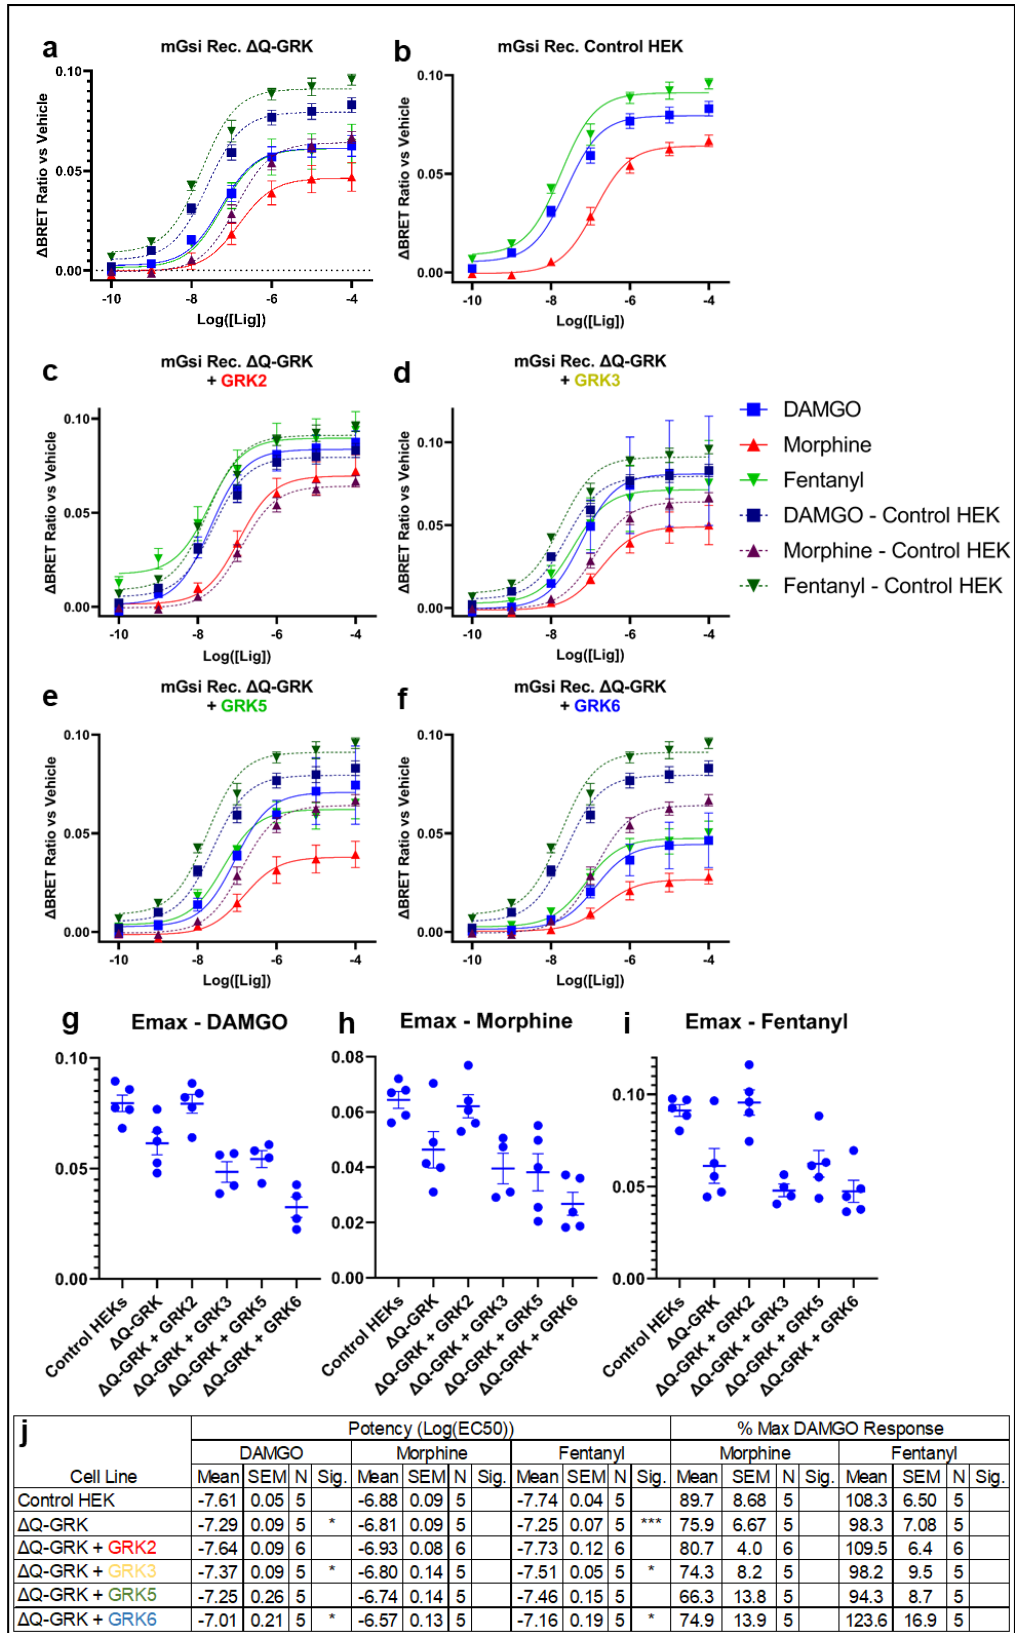 a
mGsi Rec. ΔQ-GRK
ΔBRET Ratio vs Vehicle
0.10
0.05
0.00
-10
-8
-6
-4
Log([Lig])
b
mGsi Rec. Control HEK
ΔBRET Ratio vs Vehicle
0.10
0.05
0.00
-10
-8
-6
-4
Log([Lig])
c
mGsi Rec. ΔQ-GRK
+ GRK2
ΔBRET Ratio vs Vehicle
0.10
0.05
0.00
-10
-8
-6
-4
Log([Lig])
d
mGsi Rec. ΔQ-GRK
+ GRK3
ΔBRET Ratio vs Vehicle
0.10
0.05
0.00
-10
-8
-6
-4
Log([Lig])
DAMGO
Morphine
Fentanyl
DAMGO - Control HEK
Morphine - Control HEK
Fentanyl - Control HEK
e
mGsi Rec. ΔQ-GRK
+ GRK5
ΔBRET Ratio vs Vehicle
0.10
0.05
0.00
-10
-8
-6
-4
Log([Lig])
f
mGsi Rec. ΔQ-GRK
+ GRK6
ΔBRET Ratio vs Vehicle
0.10
0.05
0.00
-10
-8
-6
-4
Log([Lig])
g
Emax - DAMGO
0.10
0.05
0.00
Control HEKs
ΔQ-GRK
ΔQ-GRK + GRK2
ΔQ-GRK + GRK3
ΔQ-GRK + GRK5
ΔQ-GRK + GRK6
h
Emax - Morphine
0.08
0.06
0.04
0.02
0.00
Control HEKs
ΔQ-GRK
ΔQ-GRK + GRK2
ΔQ-GRK + GRK3
ΔQ-GRK + GRK5
ΔQ-GRK + GRK6
i
Emax - Fentanyl
0.10
0.05
0.00
Control HEKs
ΔQ-GRK
ΔQ-GRK + GRK2
ΔQ-GRK + GRK3
ΔQ-GRK + GRK5
ΔQ-GRK + GRK6
j
Potency (Log(EC50)) % Max DAMGO Response
DAMGO Morphine Fentanyl Morphine Fentanyl
Cell Line Mean SEM N Sig. Mean SEM N Sig. Mean SEM N Sig. Mean SEM N Sig. Mean SEM N Sig.
Control HEK -7.61 0.05 5 -6.88 0.09 5 -7.74 0.04 5 89.7 8.68 5 108.3 6.50 5
ΔQ-GRK -7.29 0.09 5 * -6.81 0.09 5 -7.25 0.07 5 *** 75.9 6.67 5 98.3 7.08 5
ΔQ-GRK + GRK2 -7.64 0.09 6 -6.93 0.08 6 -7.73 0.12 6 80.7 4.0 6 109.5 6.4 6
ΔQ-GRK + GRK3 -7.37 0.09 5 * -6.80 0.14 5 -7.51 0.05 5 * 74.3 8.2 5 98.2 9.5 5
ΔQ-GRK + GRK5 -7.25 0.26 5 -6.74 0.14 5 -7.46 0.15 5 66.3 13.8 5 94.3 8.7 5
ΔQ-GRK + GRK6 -7.01 0.21 5 * -6.57 0.13 5 -7.16 0.19 5 * 74.9 13.9 5 123.6 16.9 5